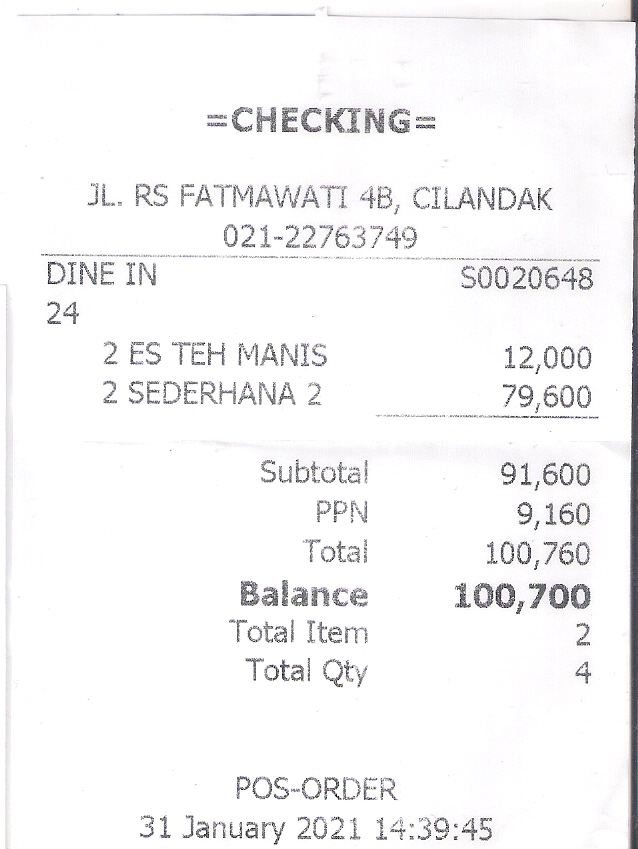 =CHECKING=
JL. RS FATMAWATI 4B, CILANDAK
021-22763749
DINE IN S0020648
24
2 ES TEH MANIS 12,000
2 SEDERHANA 2 79,600
Subtotal 91,600
PPN 9,160
Total 100,760
Balance 100,700
Total Item 2
Total Qty 4
POS-ORDER
31 January 2021 14:39:45